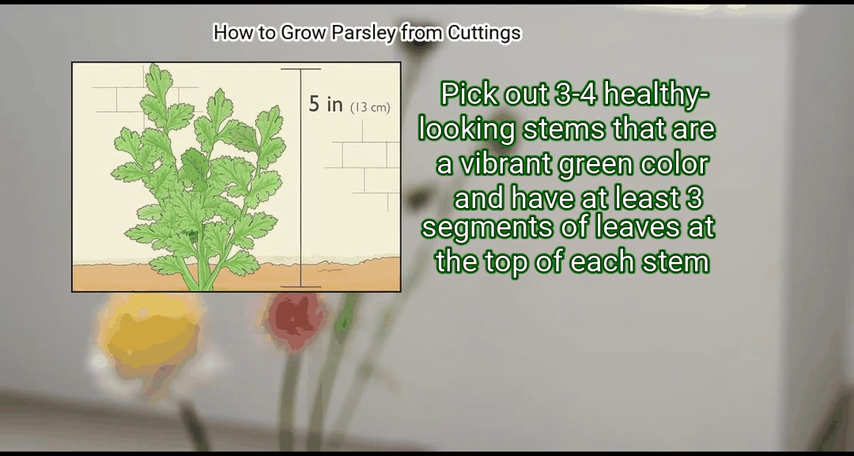 How to Grow Parsley from Cuttings
5 in (13 cm)
Pick out 3-4 healthy-
looking stems that are
a vibrant green color
and have at least 3
segments of leaves at
the top of each stem